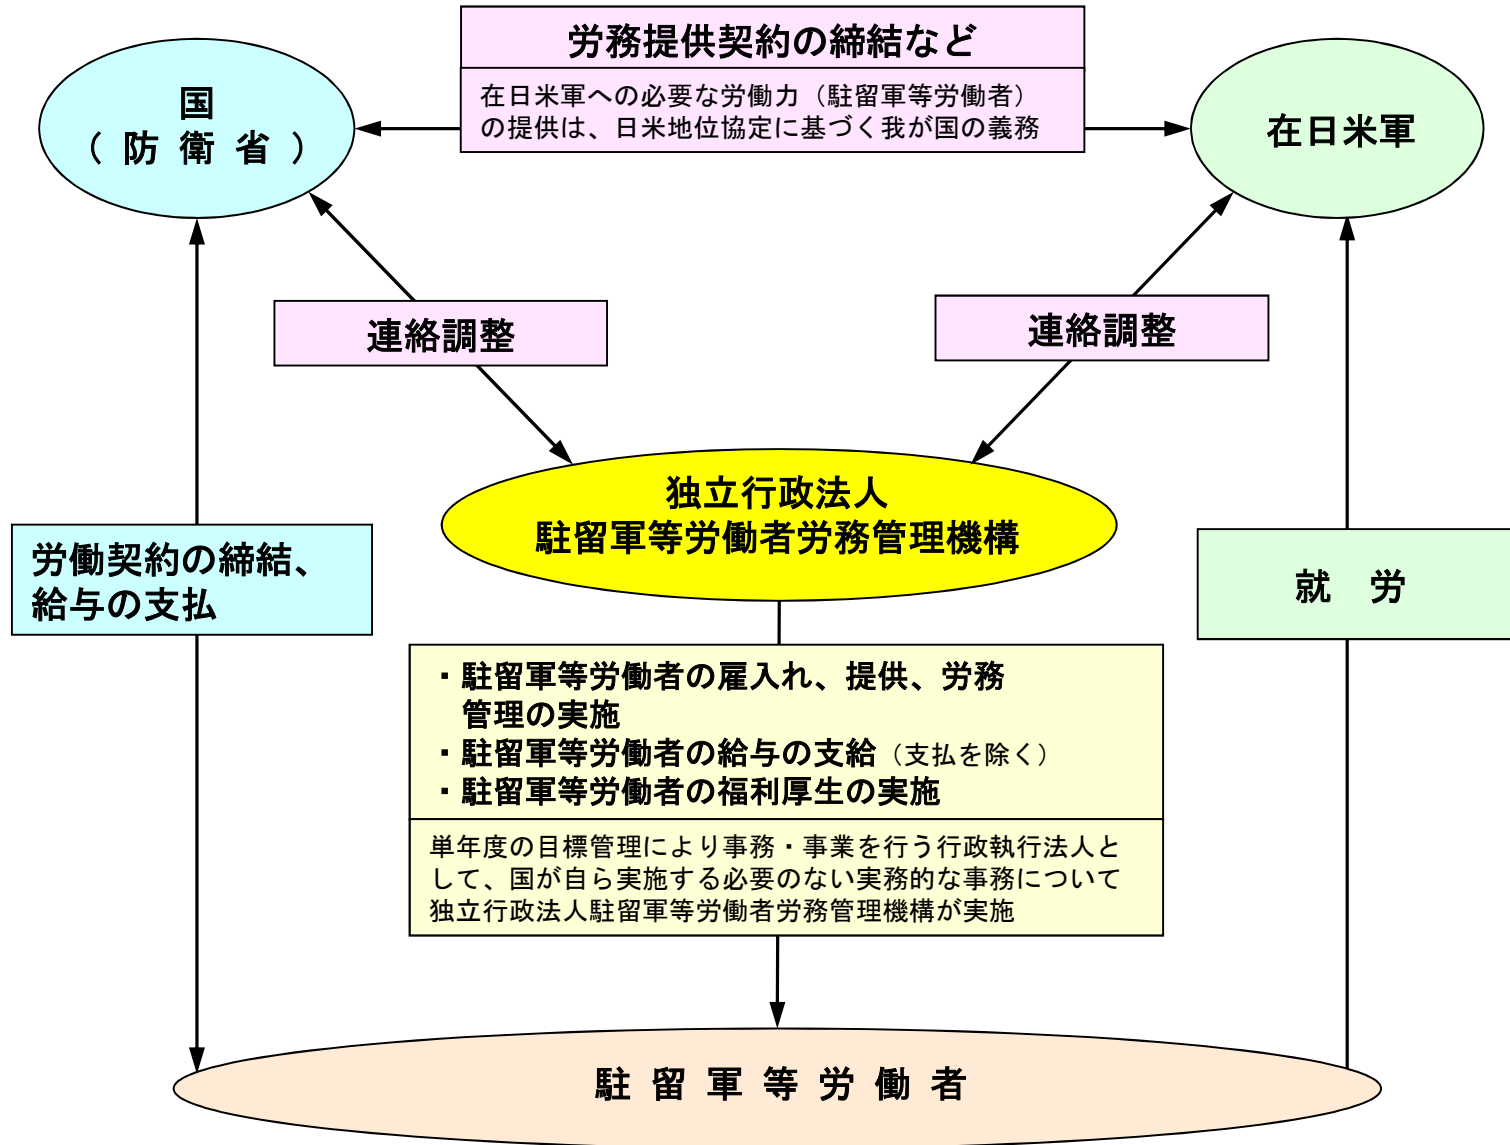 労務提供契約の締結など
在日米軍への必要な労働力（駐留軍等労働者）
の提供は、日米地位協定に基づく我が国の義務
国
（ 防 衛 省 ）
在日米軍
連絡調整
連絡調整
独立行政法人
駐留軍等労働者労務管理機構
労働契約の締結、
給与の支払
就　労
・駐留軍等労働者の雇入れ、提供、労務
管理の実施
・駐留軍等労働者の給与の支給（支払を除く）
・駐留軍等労働者の福利厚生の実施
単年度の目標管理により事務・事業を行う行政執行法人と
して、国が自ら実施する必要のない実務的な事務について
独立行政法人駐留軍等労働者労務管理機構が実施
駐 留 軍 等 労 働 者